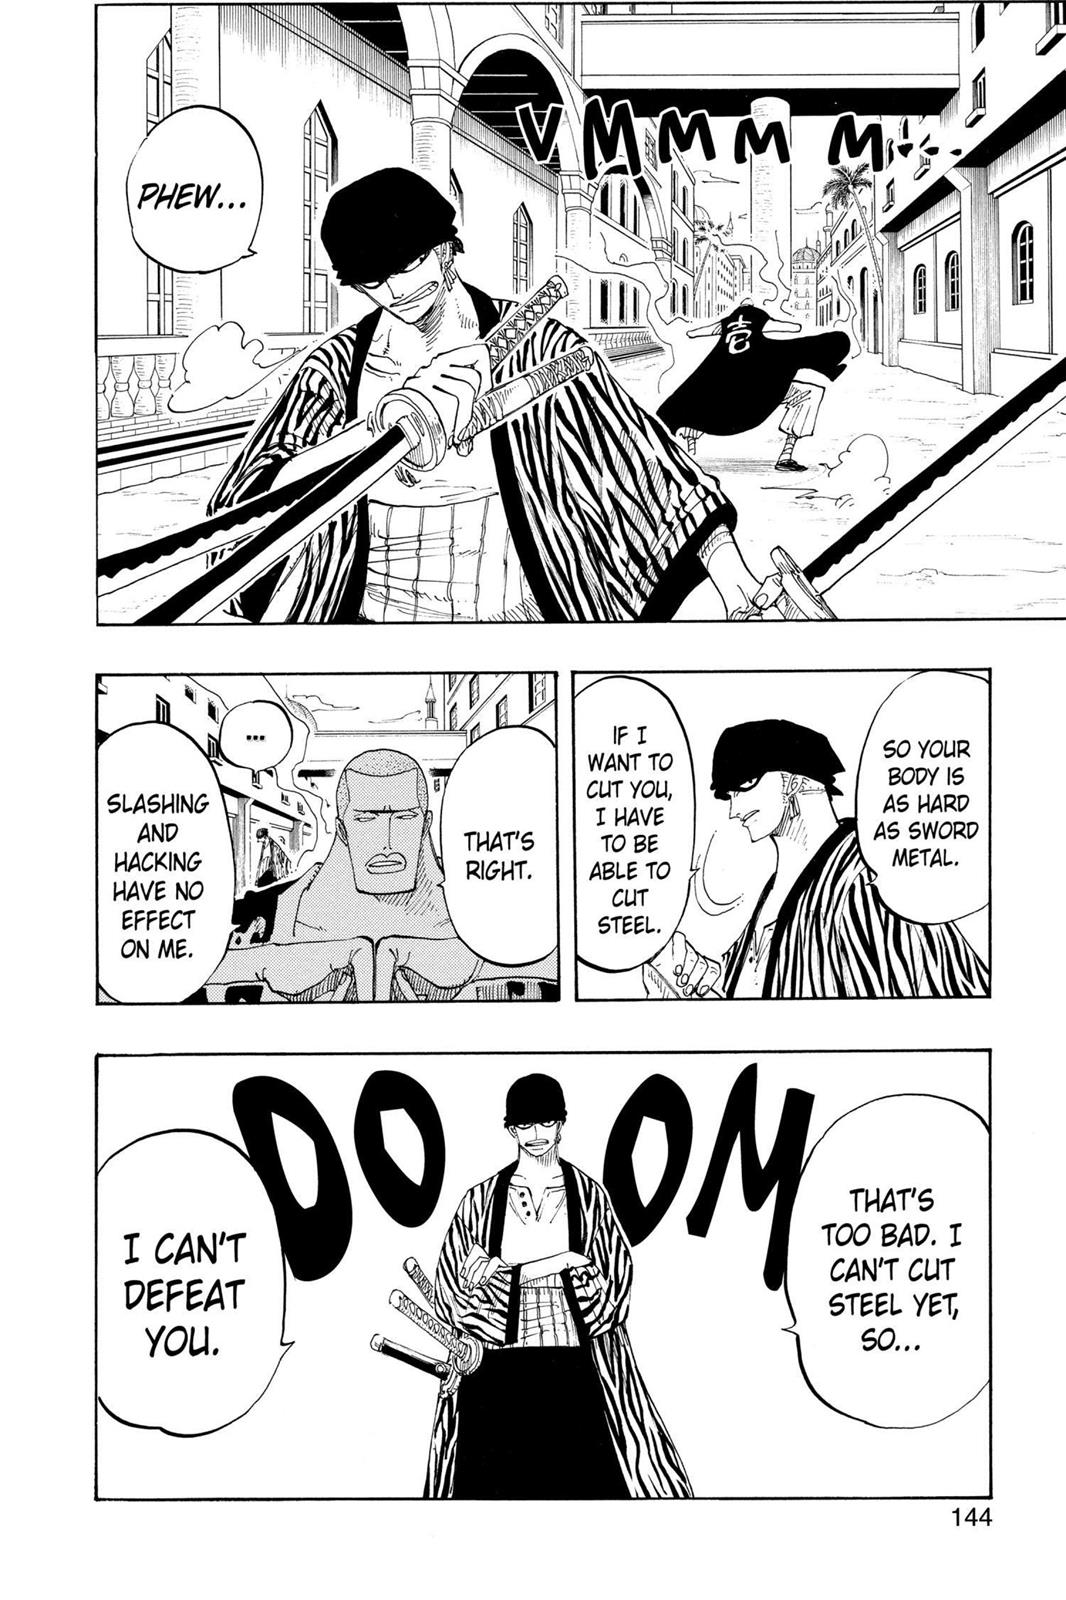 PHEW...
VMMMM...
壱
SO YOUR
BODY IS
AS HARD
AS SWORD
METAL.
IF I
WANT TO
CUT YOU,
I HAVE
TO BE
ABLE TO
CUT
STEEL.
THAT'S
RIGHT.
...
SLASHING
AND
HACKING
HAVE NO
EFFECT
ON ME.
DOOM
THAT'S
TOO BAD. I
CAN'T CUT
STEEL YET,
SO...
I CAN'T
DEFEAT
YOU.
144